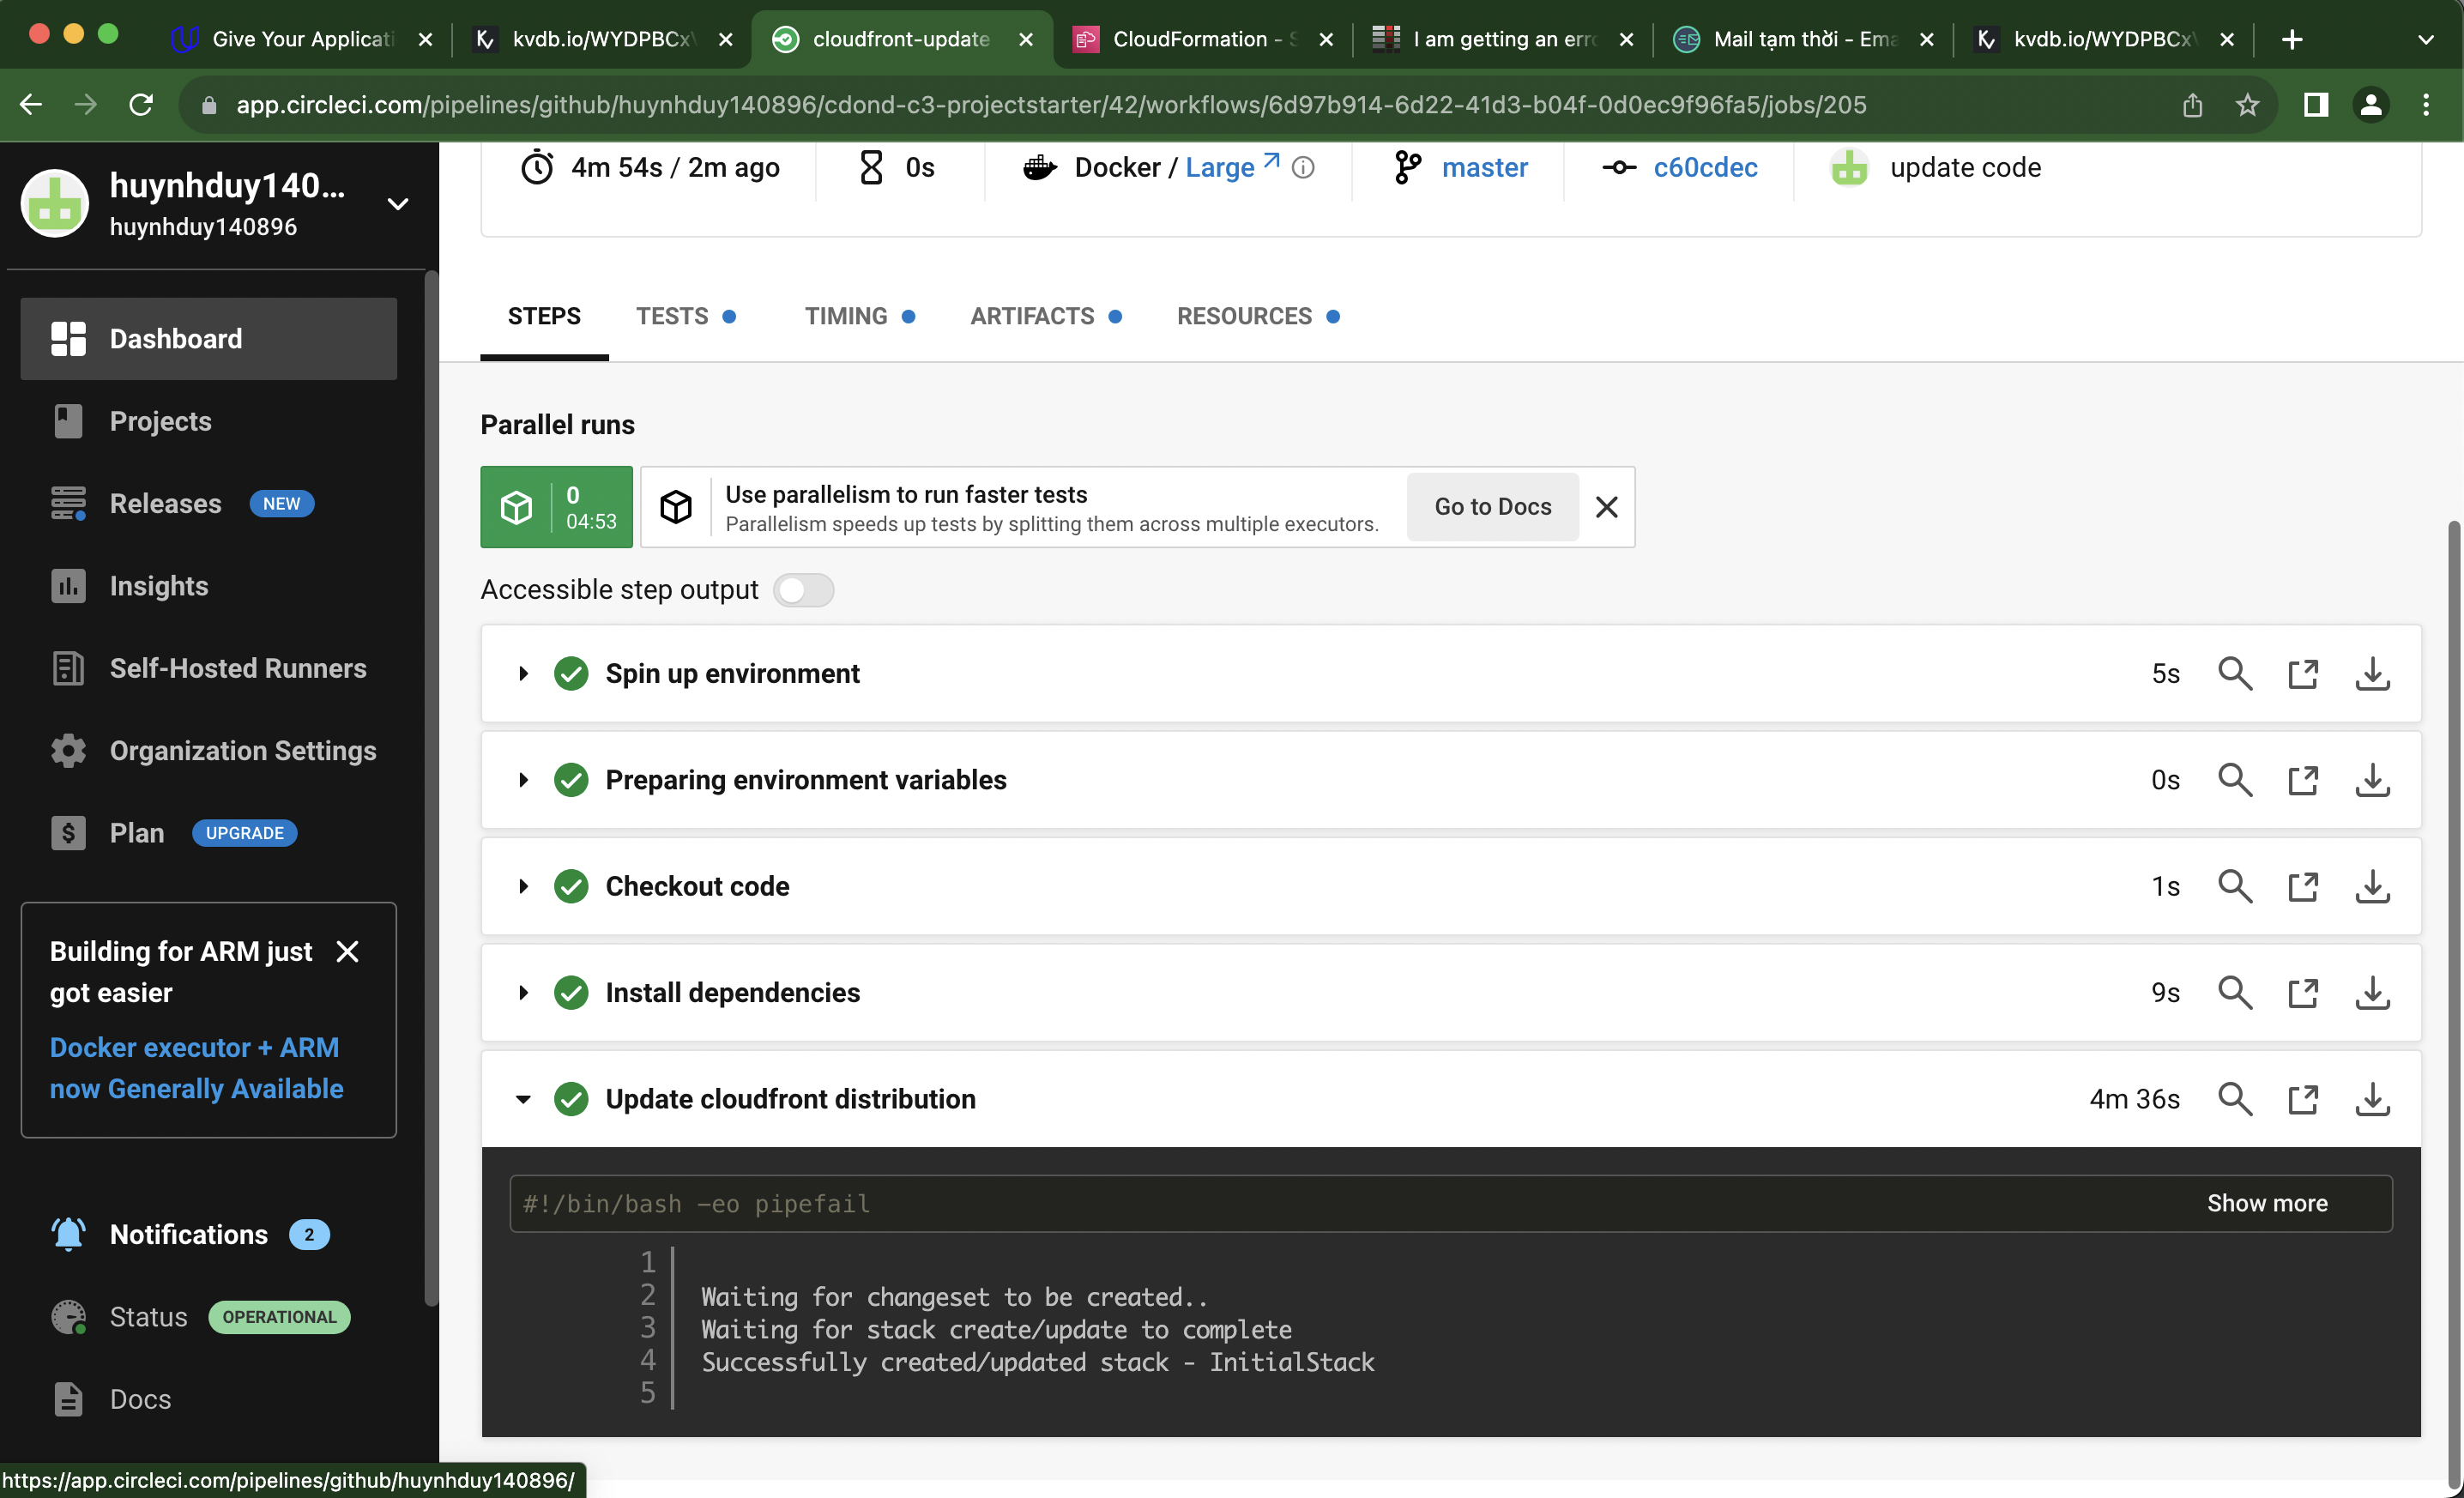 Give Your Applicati
kvdb.io/WYDPBCxV
cloudfront-update
CloudFormation - S
I am getting an erro
Mail tạm thời - Ema
kvdb.io/WYDPBCxV
app.circleci.com/pipelines/github/huynhduy140896/cdond-c3-projectstarter/42/workflows/6d97b914-6d22-41d3-b04f-0d0ec9f96fa5/jobs/205
huynhduy140...
huynhduy140896
Dashboard
Projects
Releases NEW
Insights
Self-Hosted Runners
Organization Settings
Plan UPGRADE
Building for ARM just
got easier
Docker executor + ARM
now Generally Available
Notifications 2
Status OPERATIONAL
Docs
https://app.circleci.com/pipelines/github/huynhduy140896/
4m 54s / 2m ago
0s
Docker / Large
master
c60cdec
update code
STEPS
TESTS
TIMING
ARTIFACTS
RESOURCES
Parallel runs
0
04:53
Use parallelism to run faster tests
Parallelism speeds up tests by splitting them across multiple executors.
Go to Docs
Accessible step output
Spin up environment 5s
Preparing environment variables 0s
Checkout code 1s
Install dependencies 9s
Update cloudfront distribution 4m 36s
#!/bin/bash -eo pipefail Show more
1
2 Waiting for changeset to be created..
3 Waiting for stack create/update to complete
4 Successfully created/updated stack - InitialStack
5